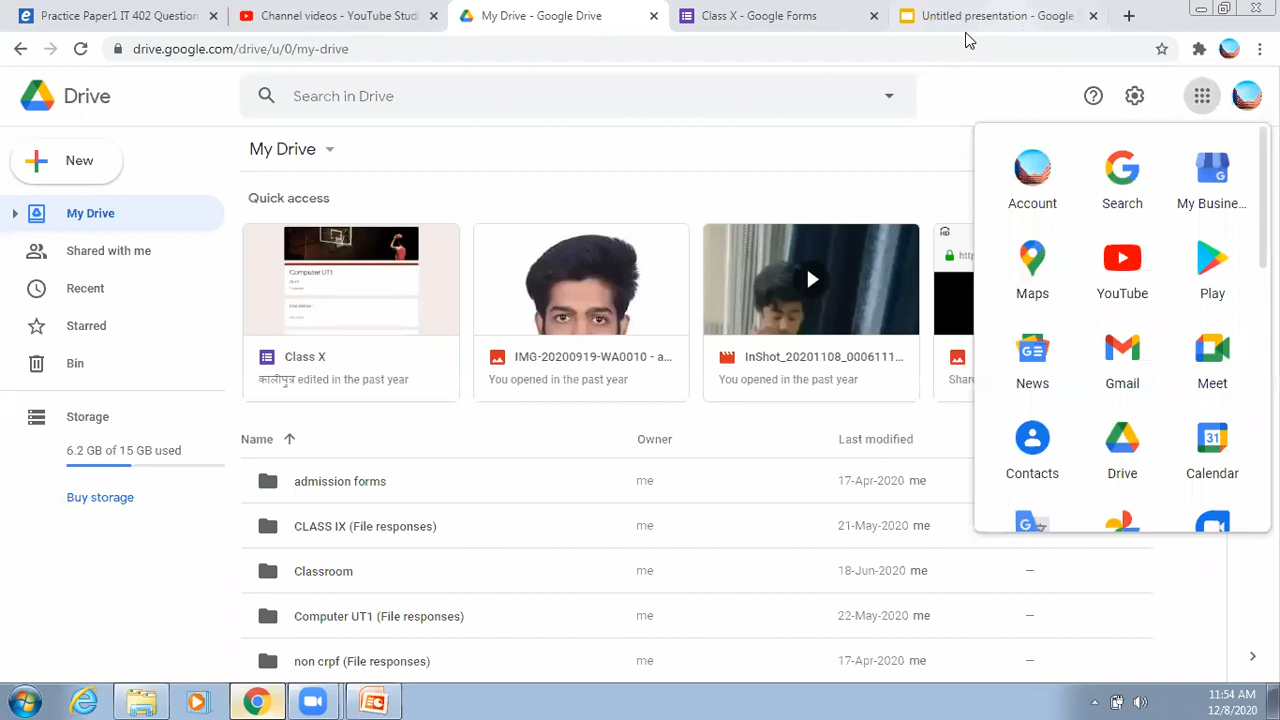 Practice Paper1 IT 402 Question
Channel videos - YouTube Stud
My Drive - Google Drive
Class X - Google Forms
Untitled presentation - Google
drive.google.com/drive/u/0/my-drive
Drive
Search in Drive
New
My Drive
Shared with me
Recent
Starred
Bin
Storage
6.2 GB of 15 GB used
Buy storage
My Drive
Quick access
Computer UT1
Class X
कालीपुत्र edited in the past year
IMG-20200919-WA0010 - a...
You opened in the past year
InShot_20201108_0006111...
You opened in the past year
http
Share
Name
Owner
Last modified
admission forms me 17-Apr-2020 me
CLASS IX (File responses) me 21-May-2020 me
Classroom me 18-Jun-2020 me —
Computer UT1 (File responses) me 22-May-2020 me —
non crpf (File responses) me 17-Apr-2020 me —
Account
Search
My Busine...
Maps
YouTube
Play
News
Gmail
Meet
Contacts
Drive
31
Calendar
11:54 AM
12/8/2020